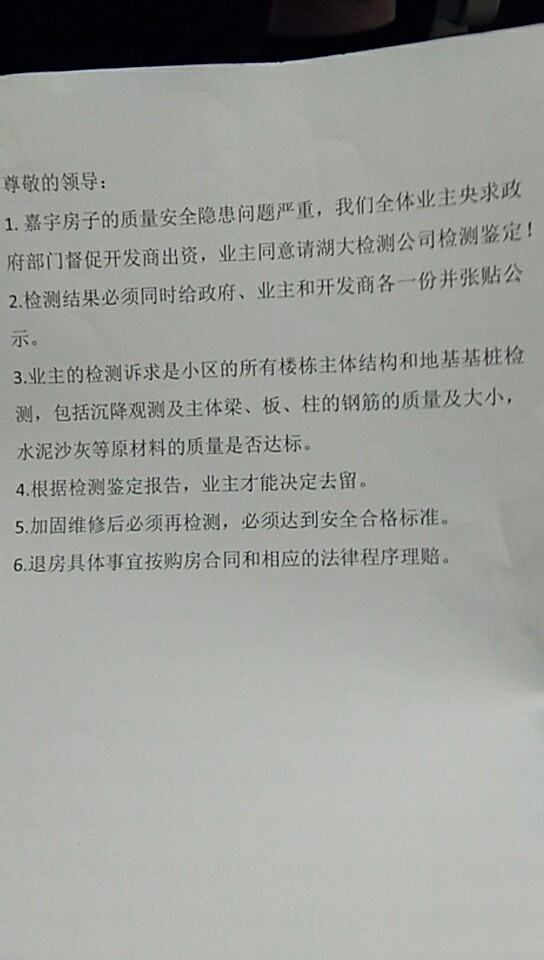 尊敬的领导：
1. 嘉宇房子的质量安全隐患问题严重，我们全体业主央求政
府部门督促开发商出资，业主同意请湖大检测公司检测鉴定！
2.检测结果必须同时给政府、业主和开发商各一份并张贴公
示。
3.业主的检测诉求是小区的所有楼栋主体结构和地基基桩检
测，包括沉降观测及主体梁、板、柱的钢筋的质量及大小，
水泥沙灰等原材料的质量是否达标。
4.根据检测鉴定报告，业主才能决定去留。
5.加固维修后必须再检测，必须达到安全合格标准。
6.退房具体事宜按购房合同和相应的法律程序理赔。